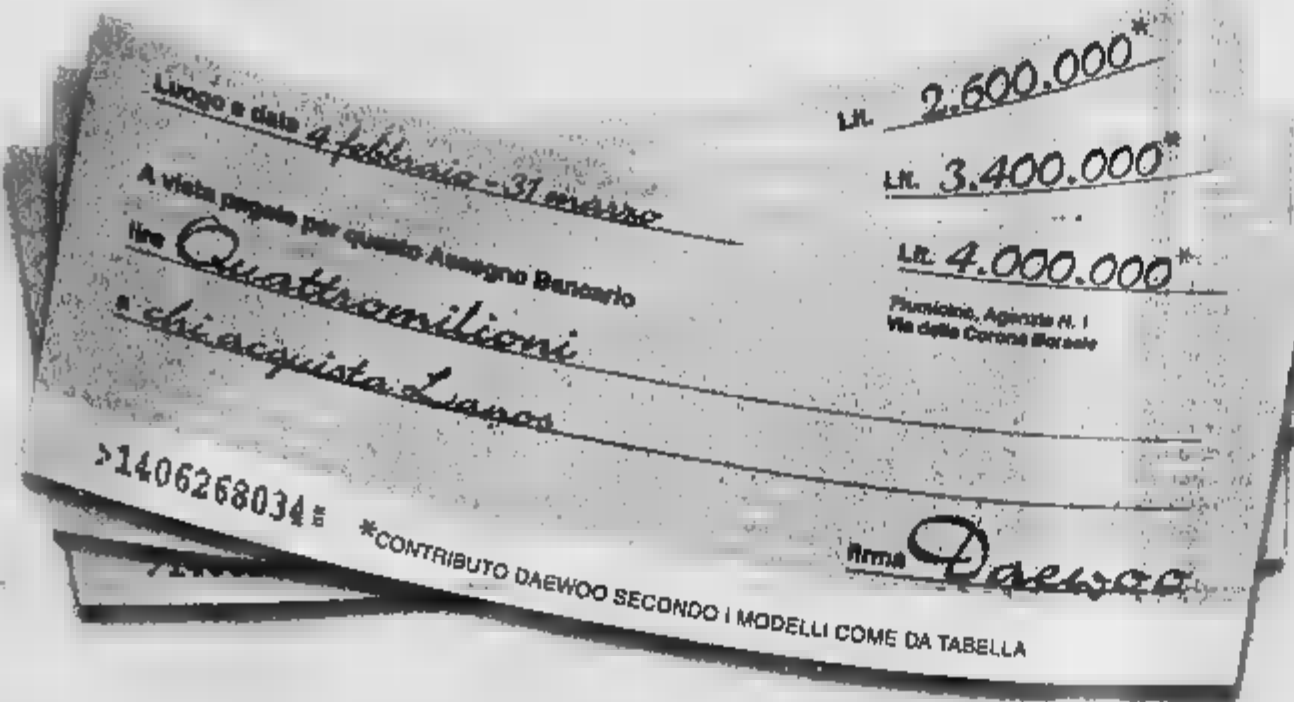 Luogo e data 4 febbraio - 31 marzo
A vista pagate per questo Assegno Bancario
lire Quattromilioni
a chi acquista Lanos
Lit. 2.600.000*
Lit. 3.400.000*
Lit. 4.000.000*
Fiumicino, Agenzia N. 1
Via della Corona Boreale
>1406268034
*CONTRIBUTO DAEWOO SECONDO I MODELLI COME DA TABELLA
firma Daewoo